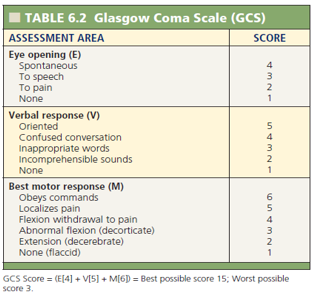 TABLE 6.2 Glasgow Coma Scale (GCS)
ASSESSMENT AREA SCORE
Eye opening (E)
Spontaneous 4
To speech 3
To pain 2
None 1
Verbal response (V)
Oriented 5
Confused conversation 4
Inappropriate words 3
Incomprehensible sounds 2
None 1
Best motor response (M)
Obeys commands 6
Localizes pain 5
Flexion withdrawal to pain 4
Abnormal flexion (decorticate) 3
Extension (decerebrate) 2
None (flaccid) 1
GCS Score = (E[4] + V[5] + M[6]) = Best possible score 15; Worst possible
score 3.